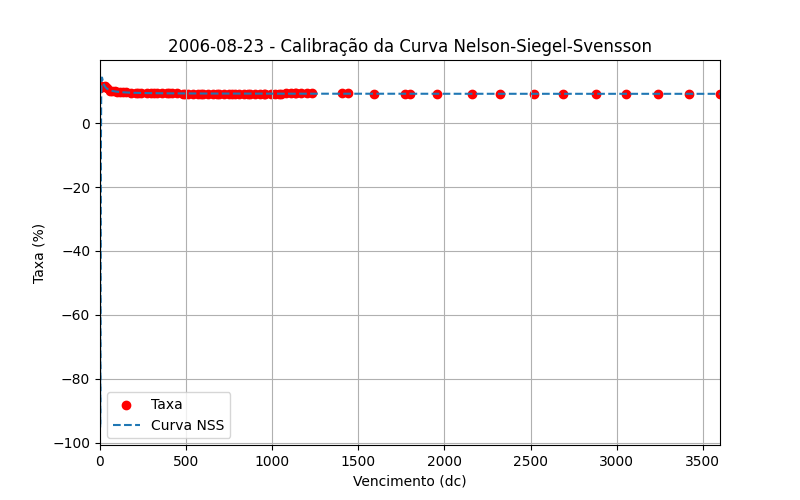 2006-08-23 - Calibração da Curva Nelson-Siegel-Svensson
Taxa (%)
0
−20
−40
−60
−80
−100
Taxa
Curva NSS
0 500 1000 1500 2000 2500 3000 3500
Vencimento (dc)